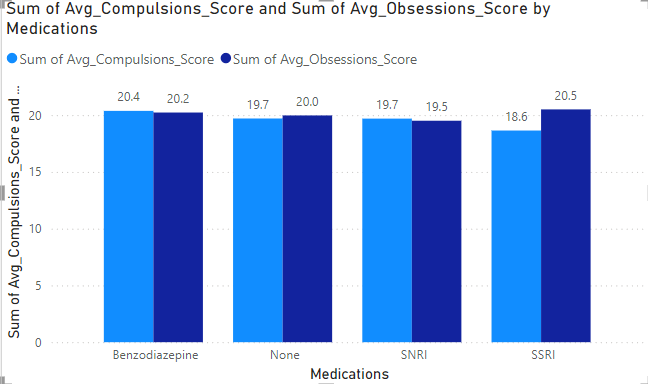 Sum of Avg_Compulsions_Score and Sum of Avg_Obsessions_Score by
Medications
Sum of Avg_Compulsions_Score Sum of Avg_Obsessions_Score
Sum of Avg_Compulsions_Score and ...
20
15
10
5
0
20.4 20.2 19.7 20.0 19.7 19.5 18.6 20.5
Benzodiazepine None SNRI SSRI
Medications